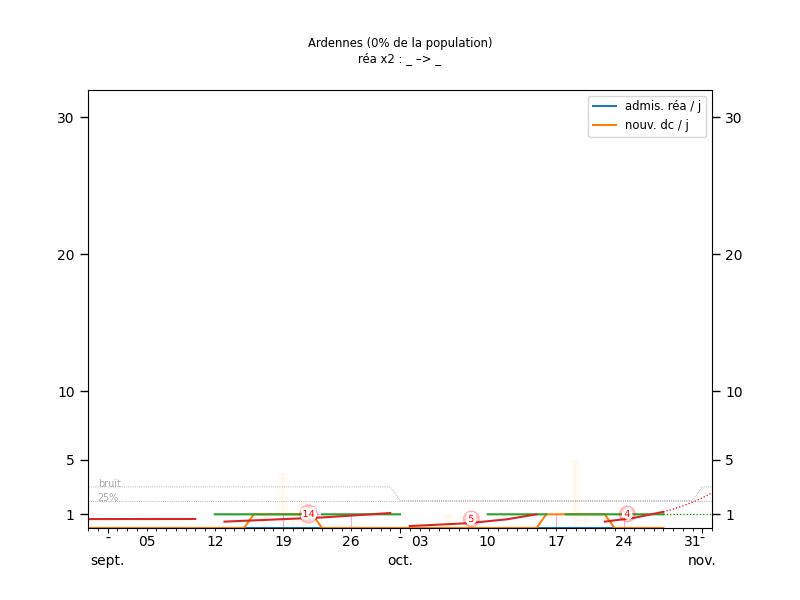 Ardennes (0% de la population)
réa x2 : _ –> _
admis. réa / j
nouv. dc / j
30 30
20 20
10 10
5 5
bruit
25%
14 5 4
1 1
- 05 12 19 26 - 03 10 17 24 31-
sept. oct. nov.